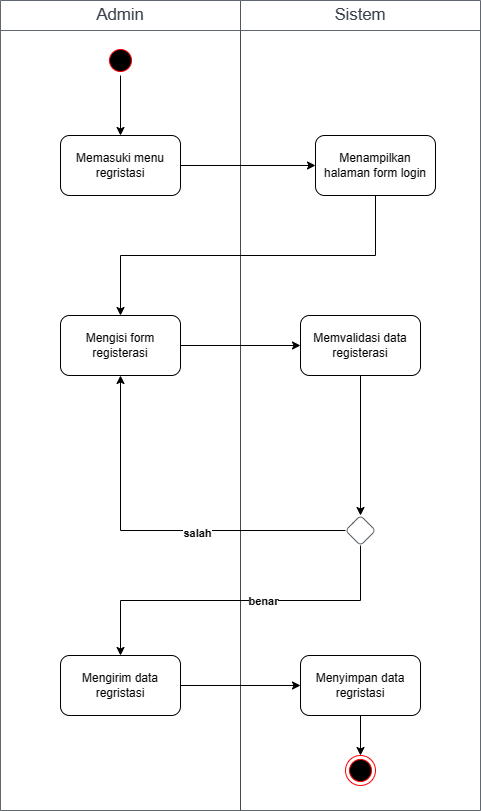 Admin
Sistem
Memasuki menu
regristasi
Menampilkan
halaman form login
Mengisi form
registerasi
Memvalidasi data
registerasi
salah
benar
Mengirim data
regristasi
Menyimpan data
regristasi